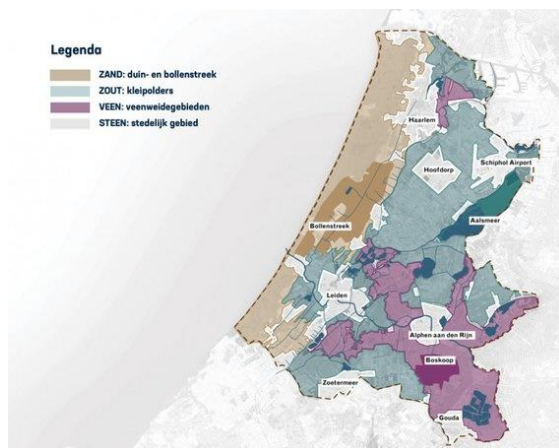 Legenda
ZAND: duin- en bollenstreek
ZOUT: kleipolders
VEEN: veenweidegebieden
STEEN: stedelijk gebied
Haarlem
Hoofdorp
Schiphol Airport
Aalsmeer
Bollenstreek
Leiden
Alphen aan den Rijn
Boskoop
Zoetermeer
Gouda